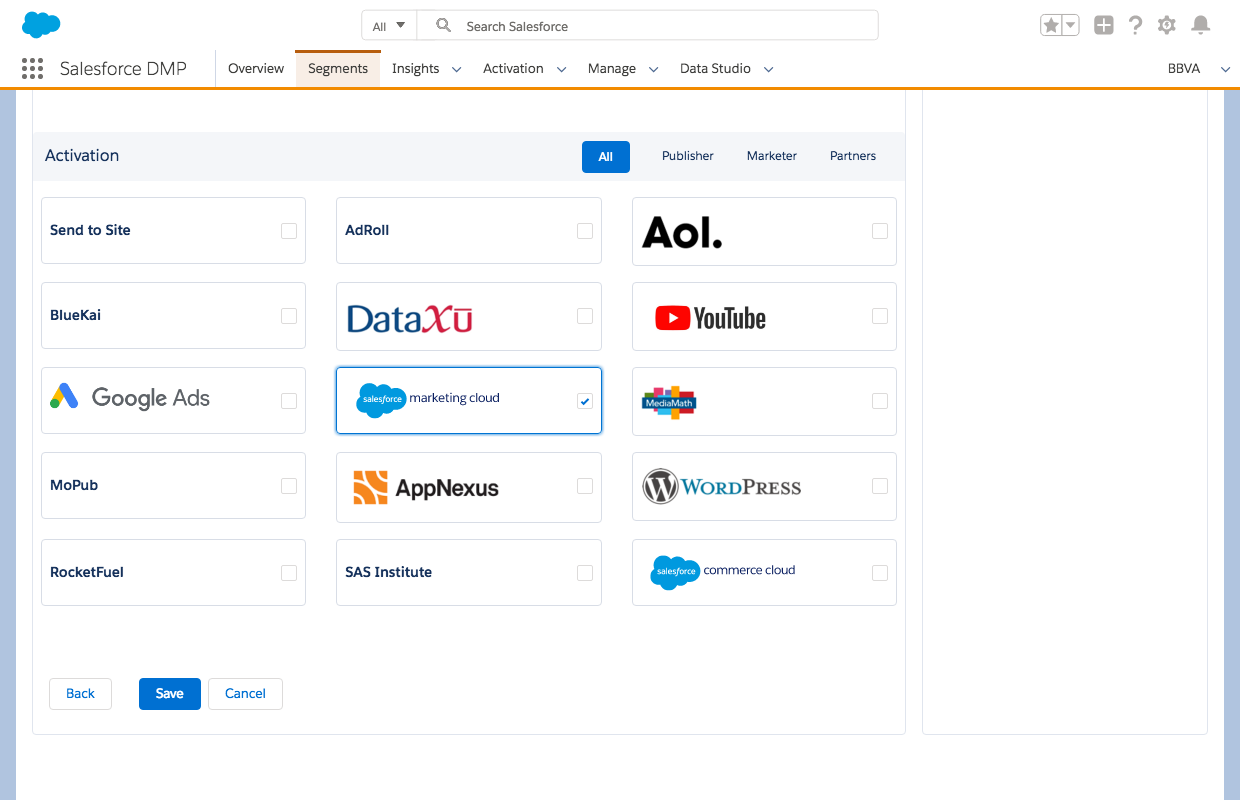 All
Search Salesforce
Salesforce DMP
Overview
Segments
Insights
Activation
Manage
Data Studio
BBVA
Activation
All
Publisher
Marketer
Partners
Send to Site
AdRoll
Aol.
BlueKai
DataXū
YouTube
Google Ads
salesforce marketing cloud
MediaMath
MoPub
AppNexus
WordPress
RocketFuel
SAS Institute
salesforce commerce cloud
Back
Save
Cancel